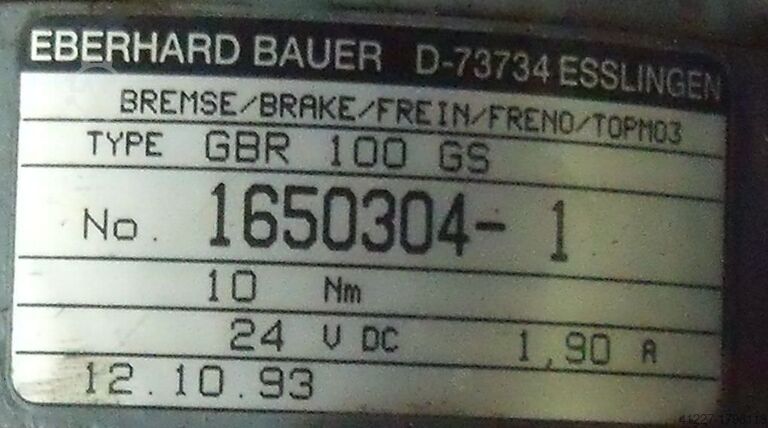 EBERHARD BAUER D-73734 ESSLINGEN
BREMSE/BRAKE/FREIN/FRENO/TOPMO3
TYPE GBR 100 GS
No. 1650304-1
10 Nm
24 V DC 1,90 A
12.10.93